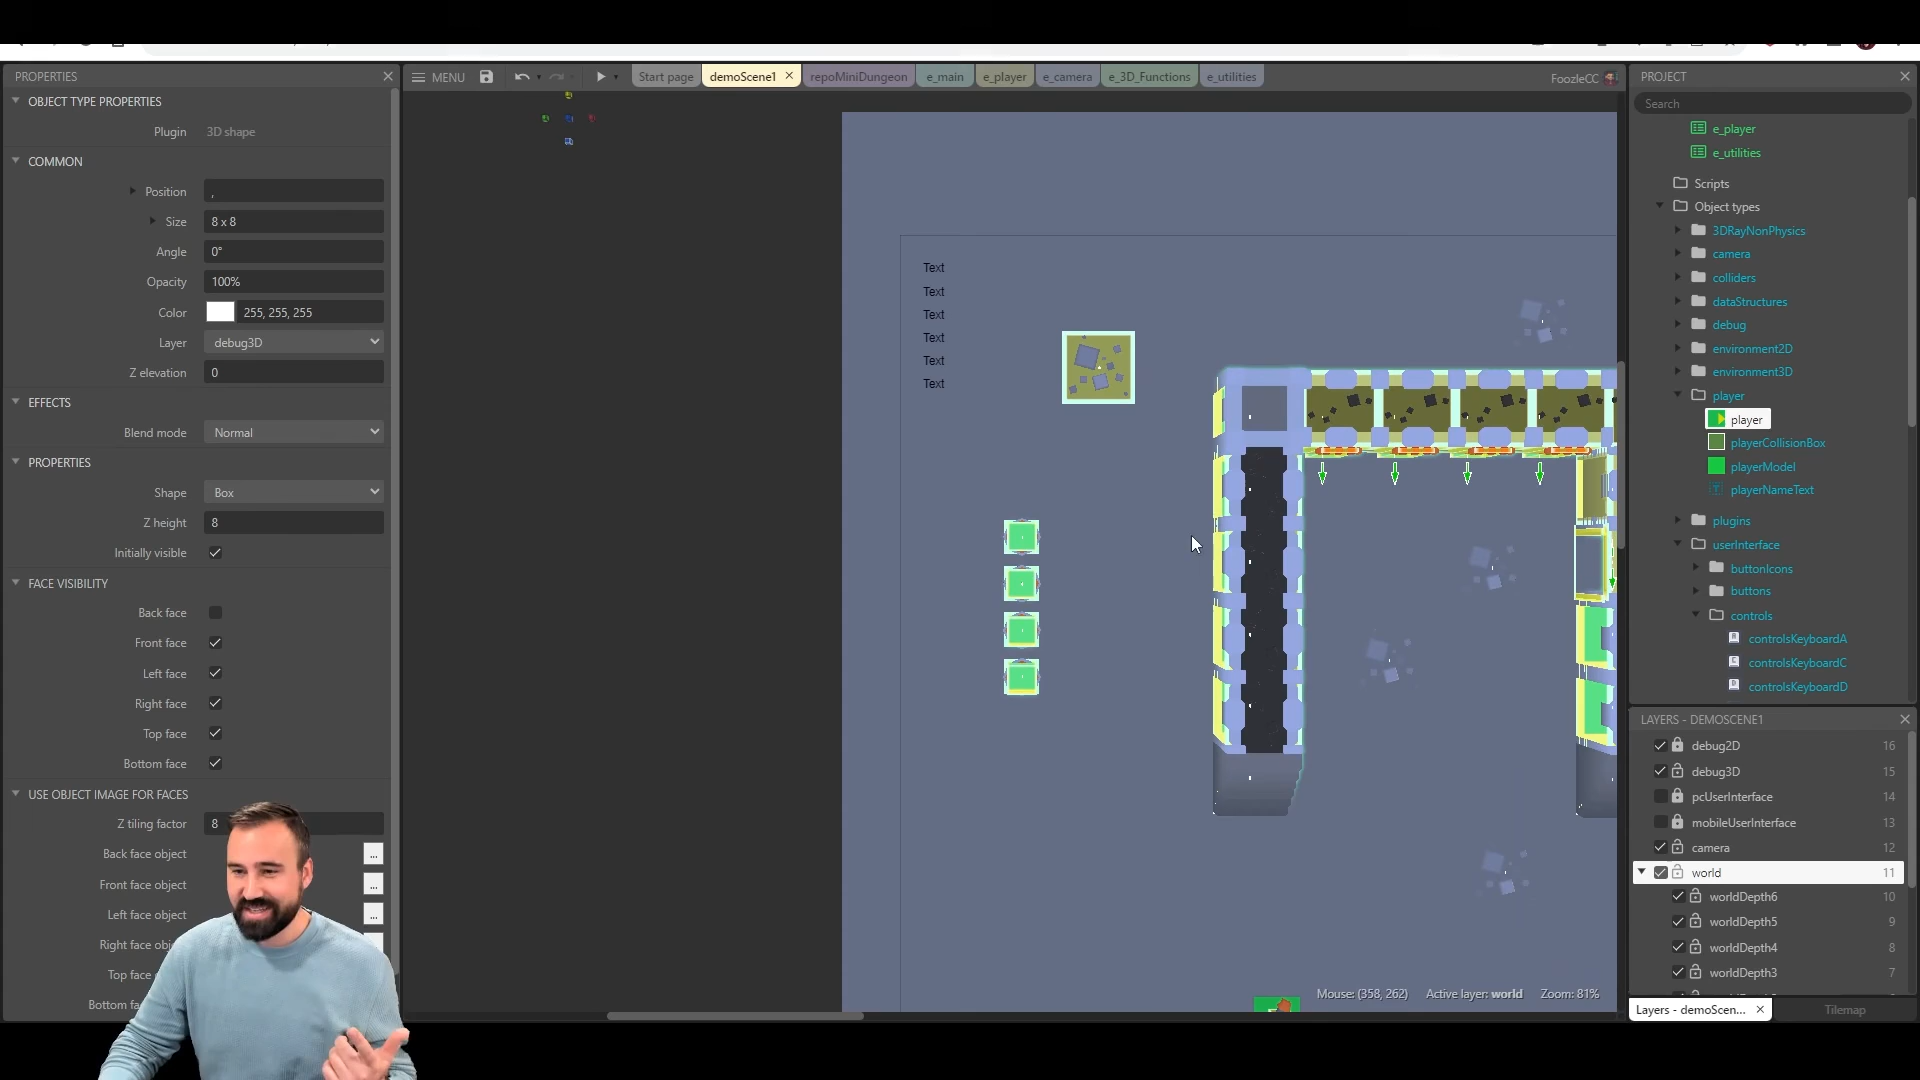 PROPERTIES
OBJECT TYPE PROPERTIES
Plugin 3D shape
COMMON
Position ,
Size 8 x 8
Angle 0°
Opacity 100%
Color 255, 255, 255
Layer debug3D
Z elevation 0
EFFECTS
Blend mode Normal
PROPERTIES
Shape Box
Z height 8
Initially visible
FACE VISIBILITY
Back face
Front face
Left face
Right face
Top face
Bottom face
USE OBJECT IMAGE FOR FACES
Z tiling factor 8
Back face object ...
Front face object ...
Left face object ...
Right face
Top face
Bottom
MENU
Start page
demoScene1
repoMiniDungeon
e_main
e_player
e_camera
e_3D_Functions
e_utilities
FoozleCC
Text
Text
Text
Text
Text
Text
Mouse: (358, 262) Active layer: world Zoom: 81%
PROJECT
Search
e_player
e_utilities
Scripts
Object types
3DRayNonPhysics
camera
colliders
dataStructures
debug
environment2D
environment3D
player
player
playerCollisionBox
playerModel
playerNameText
plugins
userInterface
buttonIcons
buttons
controls
controlsKeyboardA
controlsKeyboardC
controlsKeyboardD
LAYERS - DEMOSCENE1
debug2D 16
debug3D 15
pcUserInterface 14
mobileUserInterface 13
camera 12
world 11
worldDepth6 10
worldDepth5 9
worldDepth4 8
worldDepth3 7
Layers - demoScen...
Tilemap